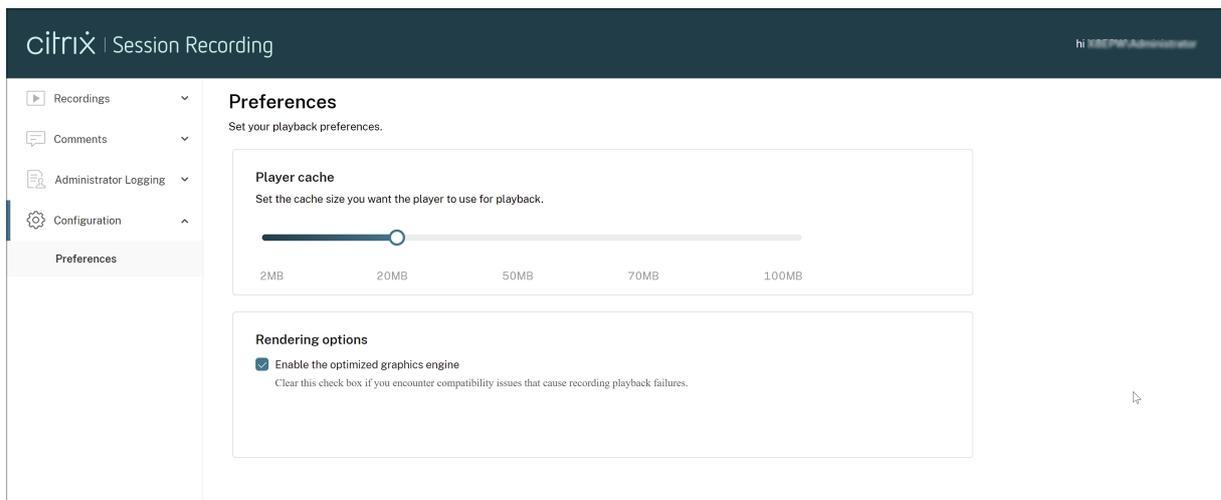 citrix | Session Recording
hi
Recordings
Comments
Administrator Logging
Configuration
Preferences
Preferences
Set your playback preferences.
Player cache
Set the cache size you want the player to use for playback.
2MB 20MB 50MB 70MB 100MB
Rendering options
Enable the optimized graphics engine
Clear this check box if you encounter compatibility issues that cause recording playback failures.